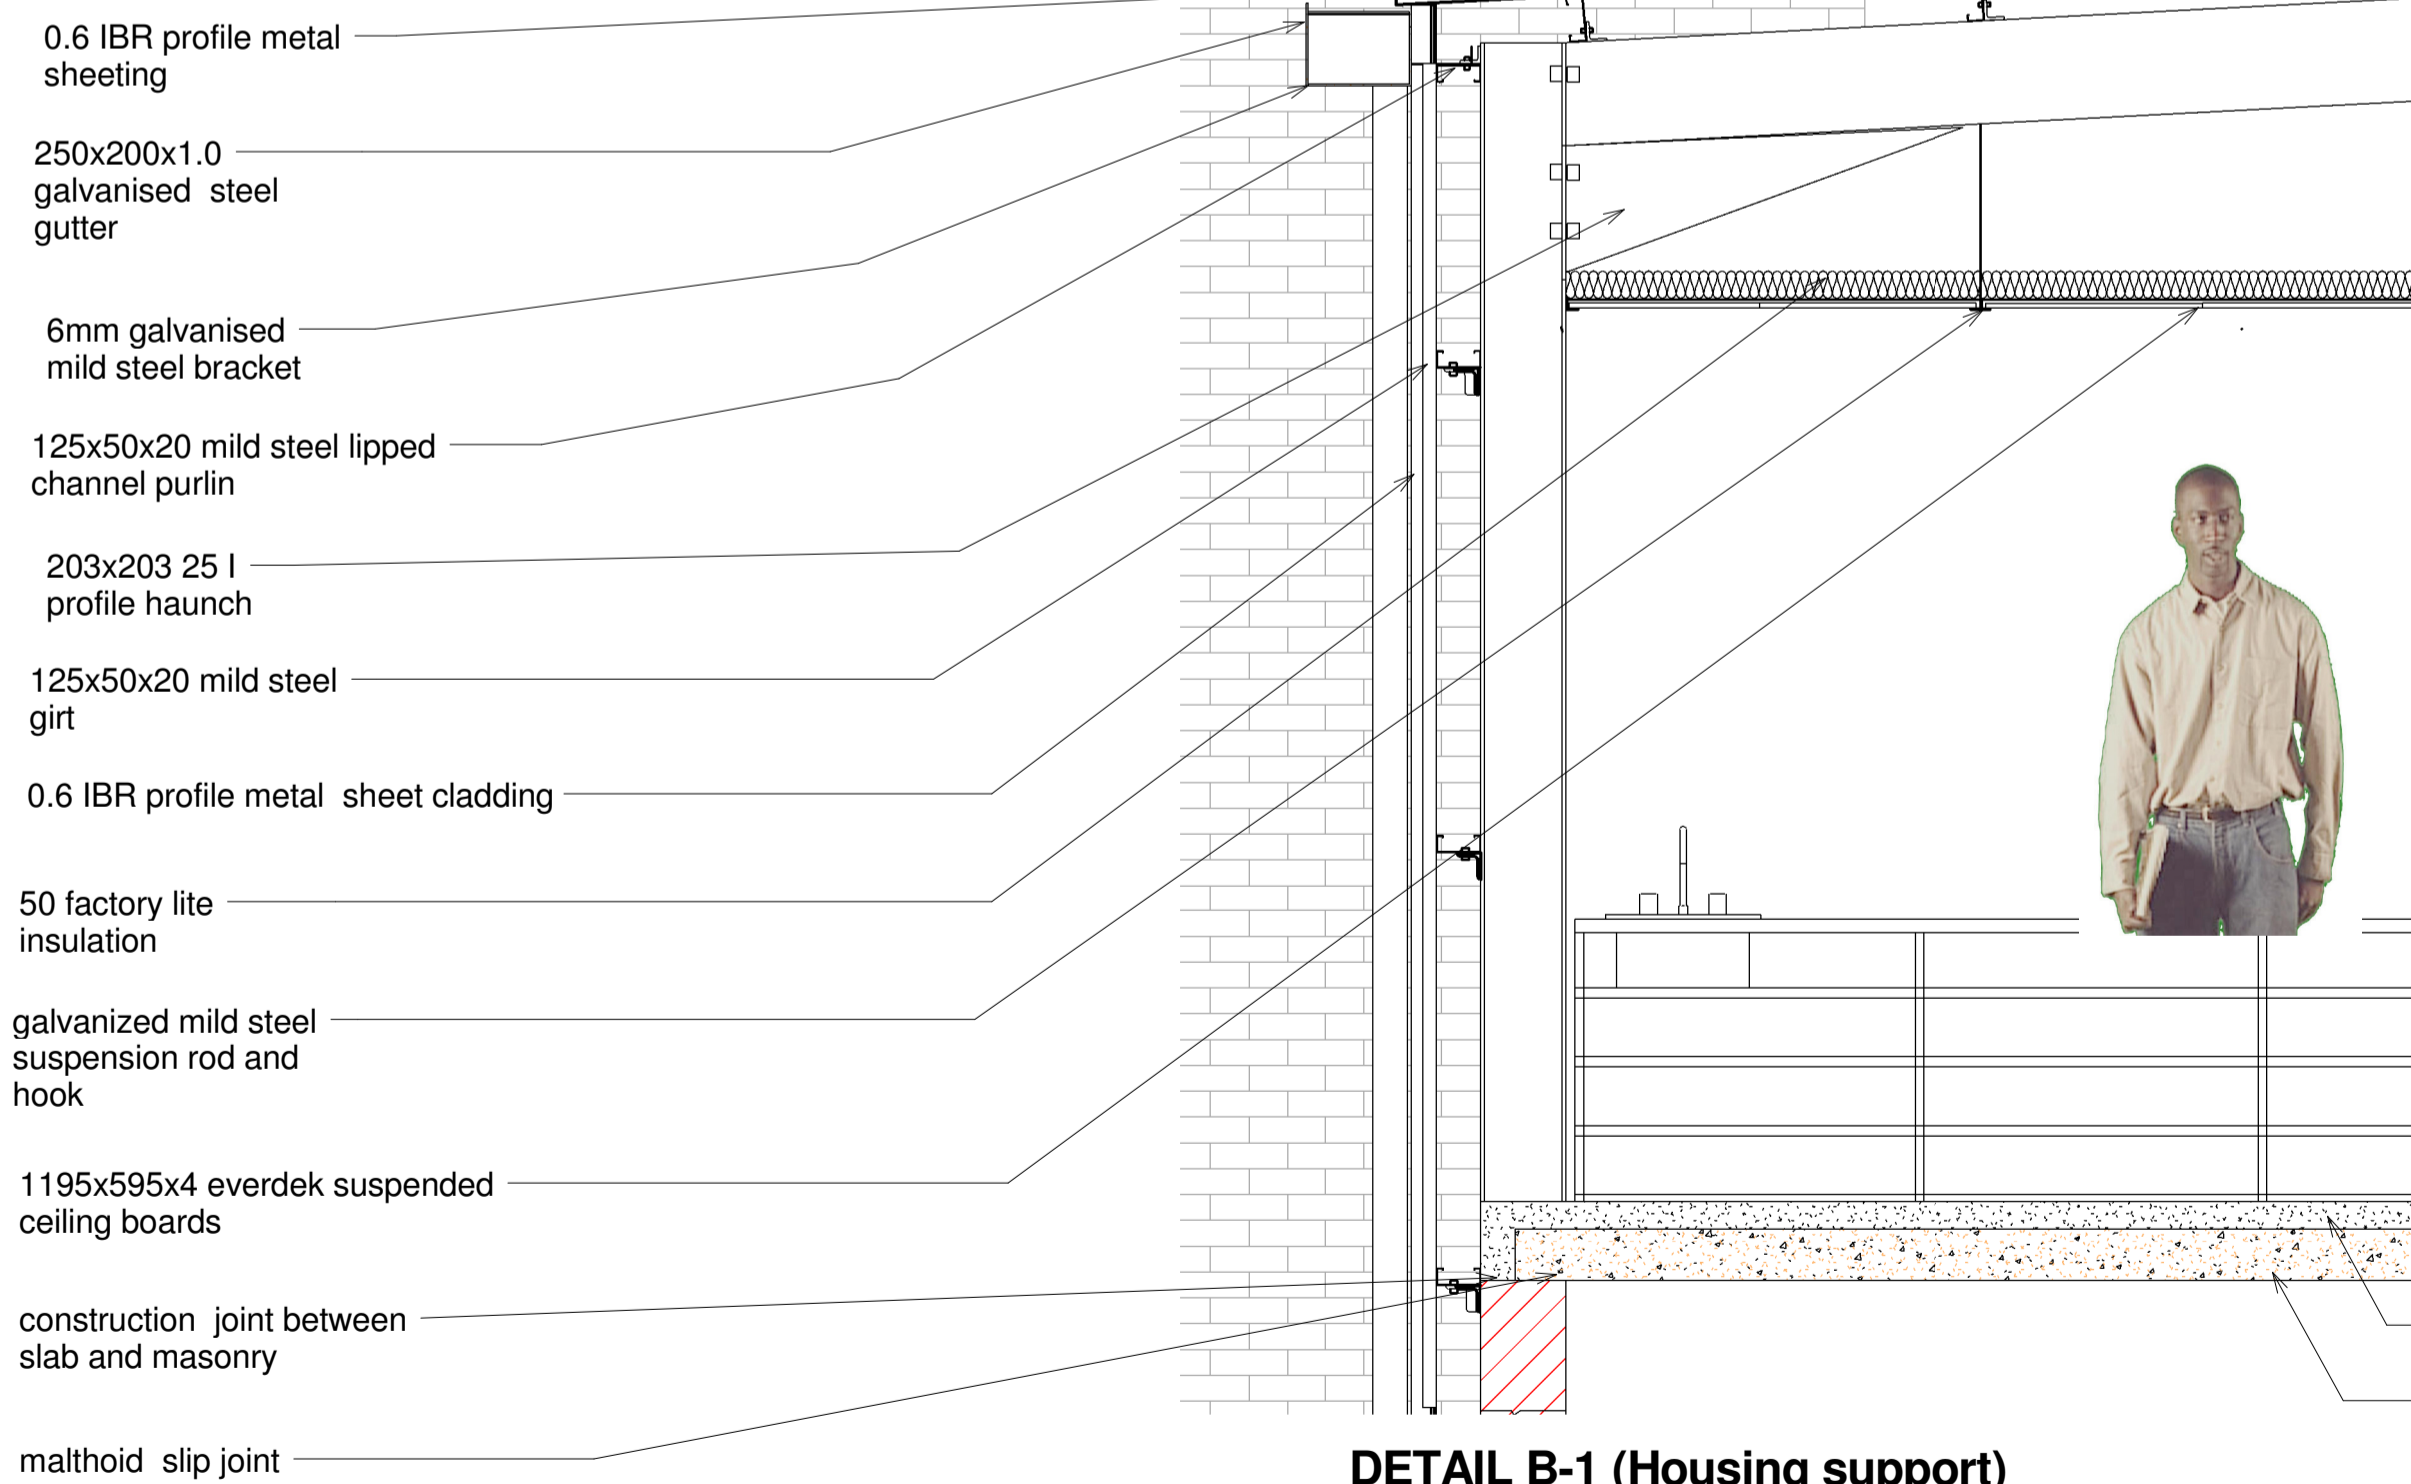 0.6 IBR profile metal
sheeting
250x200x1.0
galvanised  steel
gutter
6mm galvanised
mild steel bracket
125x50x20 mild steel lipped
channel purlin
203x203 25 I
profile haunch
125x50x20 mild steel
girt
0.6 IBR profile metal  sheet cladding
50 factory lite
insulation
galvanized mild steel
suspension rod and
hook
1195x595x4 everdek suspended
ceiling boards
construction  joint between
slab and masonry
malthoid  slip joint
DETAIL B-1 (Housing support)